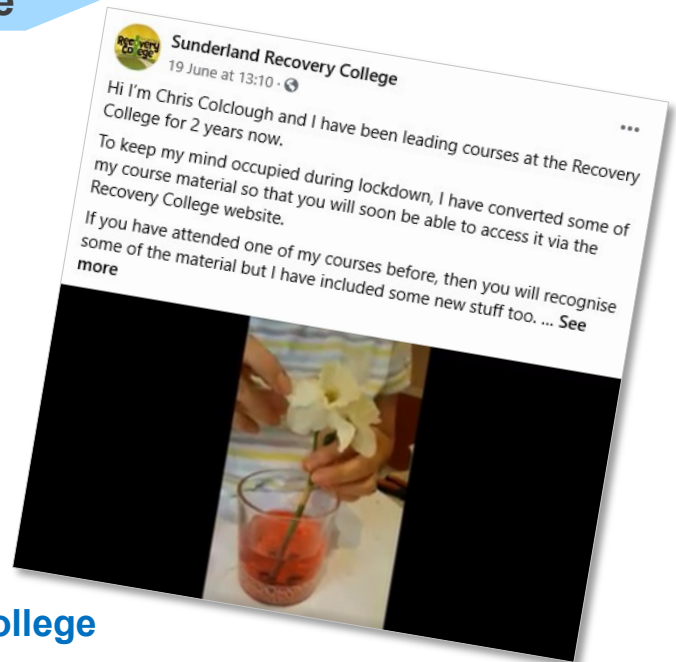 e
Recovery
College
Sunderland Recovery College
19 June at 13:10 ·
Hi I'm Chris Colclough and I have been leading courses at the Recovery
College for 2 years now.
To keep my mind occupied during lockdown, I have converted some of
my course material so that you will soon be able to access it via the
Recovery College website.
If you have attended one of my courses before, then you will recognise
some of the material but I have included some new stuff too. ... See
more
ollege